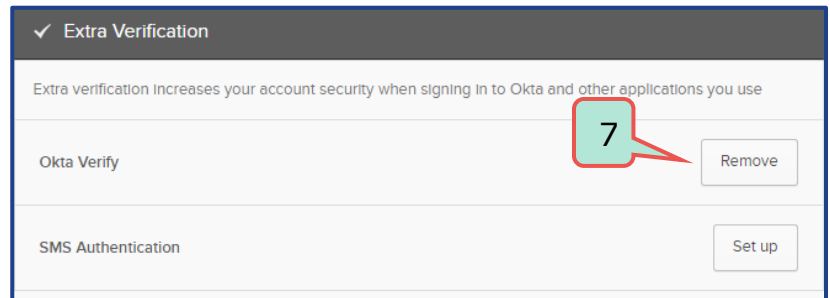 Extra Verification
Extra verification increases your account security when signing in to Okta and other applications you use
7
Okta Verify
Remove
SMS Authentication
Set up